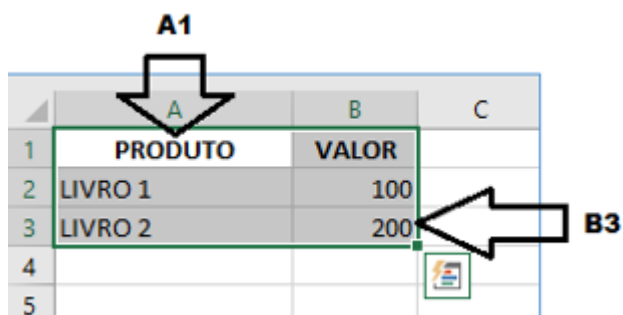 A1
A B C
1 PRODUTO VALOR
2 LIVRO 1 100
3 LIVRO 2 200
B3
4
5